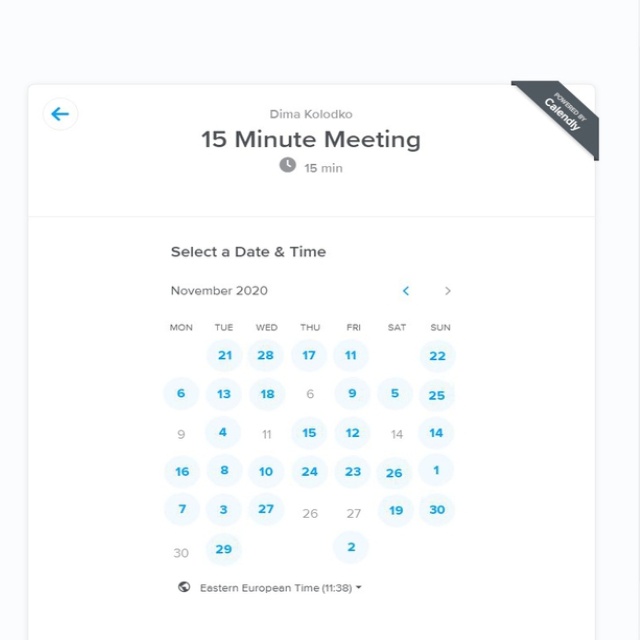 POWERED BY
Calendly
Dima Kolodko
15 Minute Meeting
15 min
Select a Date & Time
November 2020
MON TUE WED THU FRI SAT SUN
21 28 17 11 22
6 13 18 6 9 5 25
9 4 11 15 12 14 14
16 8 10 24 23 26 1
7 3 27 26 27 19 30
30 29 2
Eastern European Time (11:38)